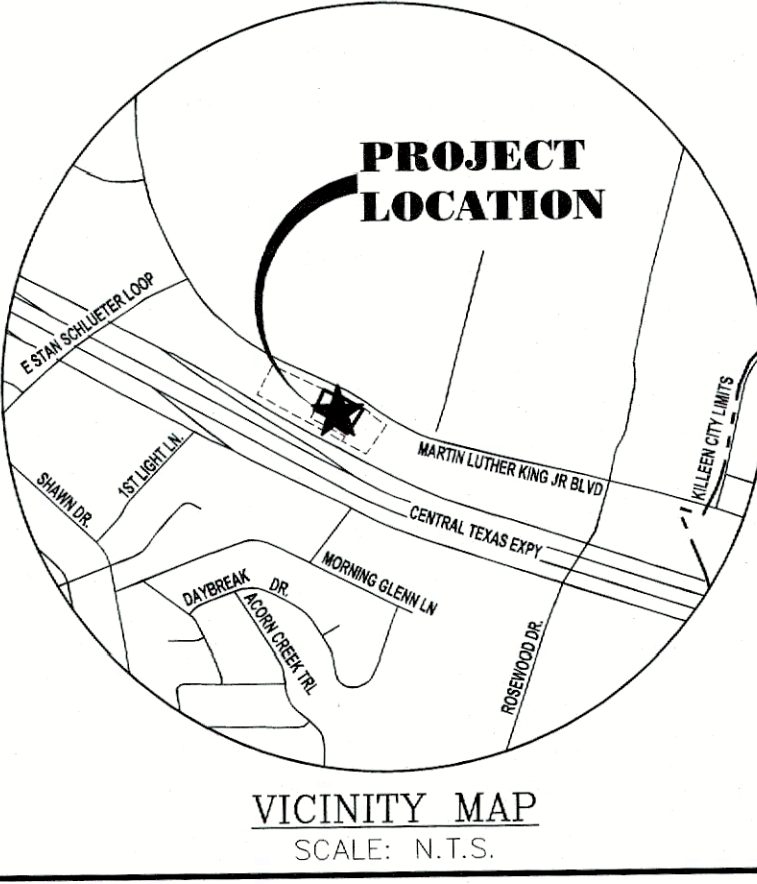 PROJECT
LOCATION
E STAN SCHLUETER LOOP
KILLEEN CITY LIMITS
MARTIN LUTHER KING JR BLVD
1ST LIGHT LN.
SHAWN DR.
CENTRAL TEXAS EXPY
MORNING GLENN LN
DAYBREAK DR.
ACORN CREEK TRL
ROSEWOOD DR.
VICINITY MAP
SCALE: N.T.S.